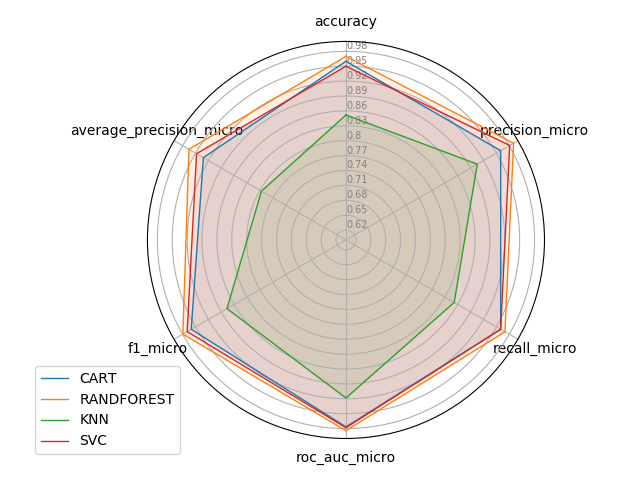 accuracy
0.98
0.95
0.92
0.89
0.86
0.83
0.8
0.77
0.74
0.71
0.68
0.65
0.62
average_precision_micro
precision_micro
f1_micro
recall_micro
roc_auc_micro
CART
RANDFOREST
KNN
SVC